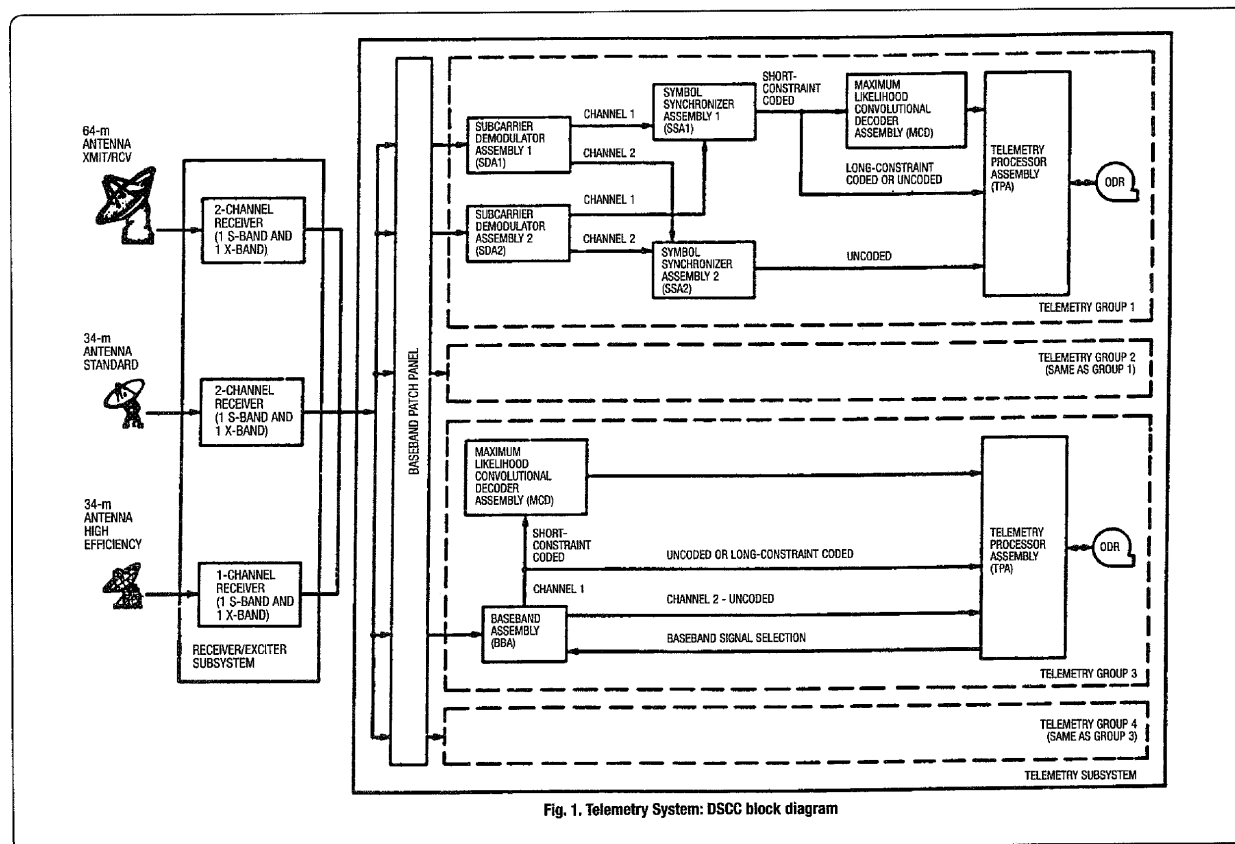 64-m
ANTENNA
XMIT/RCV
2-CHANNEL
RECEIVER
(1 S-BAND AND
1 X-BAND)
34-m
ANTENNA
STANDARD
2-CHANNEL
RECEIVER
(1 S-BAND AND
1 X-BAND)
34-m
ANTENNA
HIGH
EFFICIENCY
1-CHANNEL
RECEIVER
(1 S-BAND AND
1 X-BAND)
RECEIVER/EXCITER
SUBSYSTEM
BASEBAND PATCH PANEL
SUBCARRIER
DEMODULATOR
ASSEMBLY 1
(SDA1)
CHANNEL 1
CHANNEL 2
SUBCARRIER
DEMODULATOR
ASSEMBLY 2
(SDA2)
CHANNEL 1
CHANNEL 2
SYMBOL
SYNCHRONIZER
ASSEMBLY 1
(SSA1)
SYMBOL
SYNCHRONIZER
ASSEMBLY 2
(SSA2)
SHORT-
CONSTRAINT
CODED
MAXIMUM
LIKELIHOOD
CONVOLUTIONAL
DECODER
ASSEMBLY (MCD)
LONG-CONSTRAINT
CODED OR UNCODED
UNCODED
TELEMETRY
PROCESSOR
ASSEMBLY
(TPA)
ODR
TELEMETRY GROUP 1
TELEMETRY GROUP 2
(SAME AS GROUP 1)
MAXIMUM
LIKELIHOOD
CONVOLUTIONAL
DECODER
ASSEMBLY (MCD)
SHORT-
CONSTRAINT
CODED
UNCODED OR LONG-CONSTRAINT CODED
CHANNEL 1
CHANNEL 2 - UNCODED
BASEBAND
ASSEMBLY
(BBA)
BASEBAND SIGNAL SELECTION
TELEMETRY
PROCESSOR
ASSEMBLY
(TPA)
ODR
TELEMETRY GROUP 3
TELEMETRY GROUP 4
(SAME AS GROUP 3)
TELEMETRY SUBSYSTEM
Fig. 1. Telemetry System: DSCC block diagram